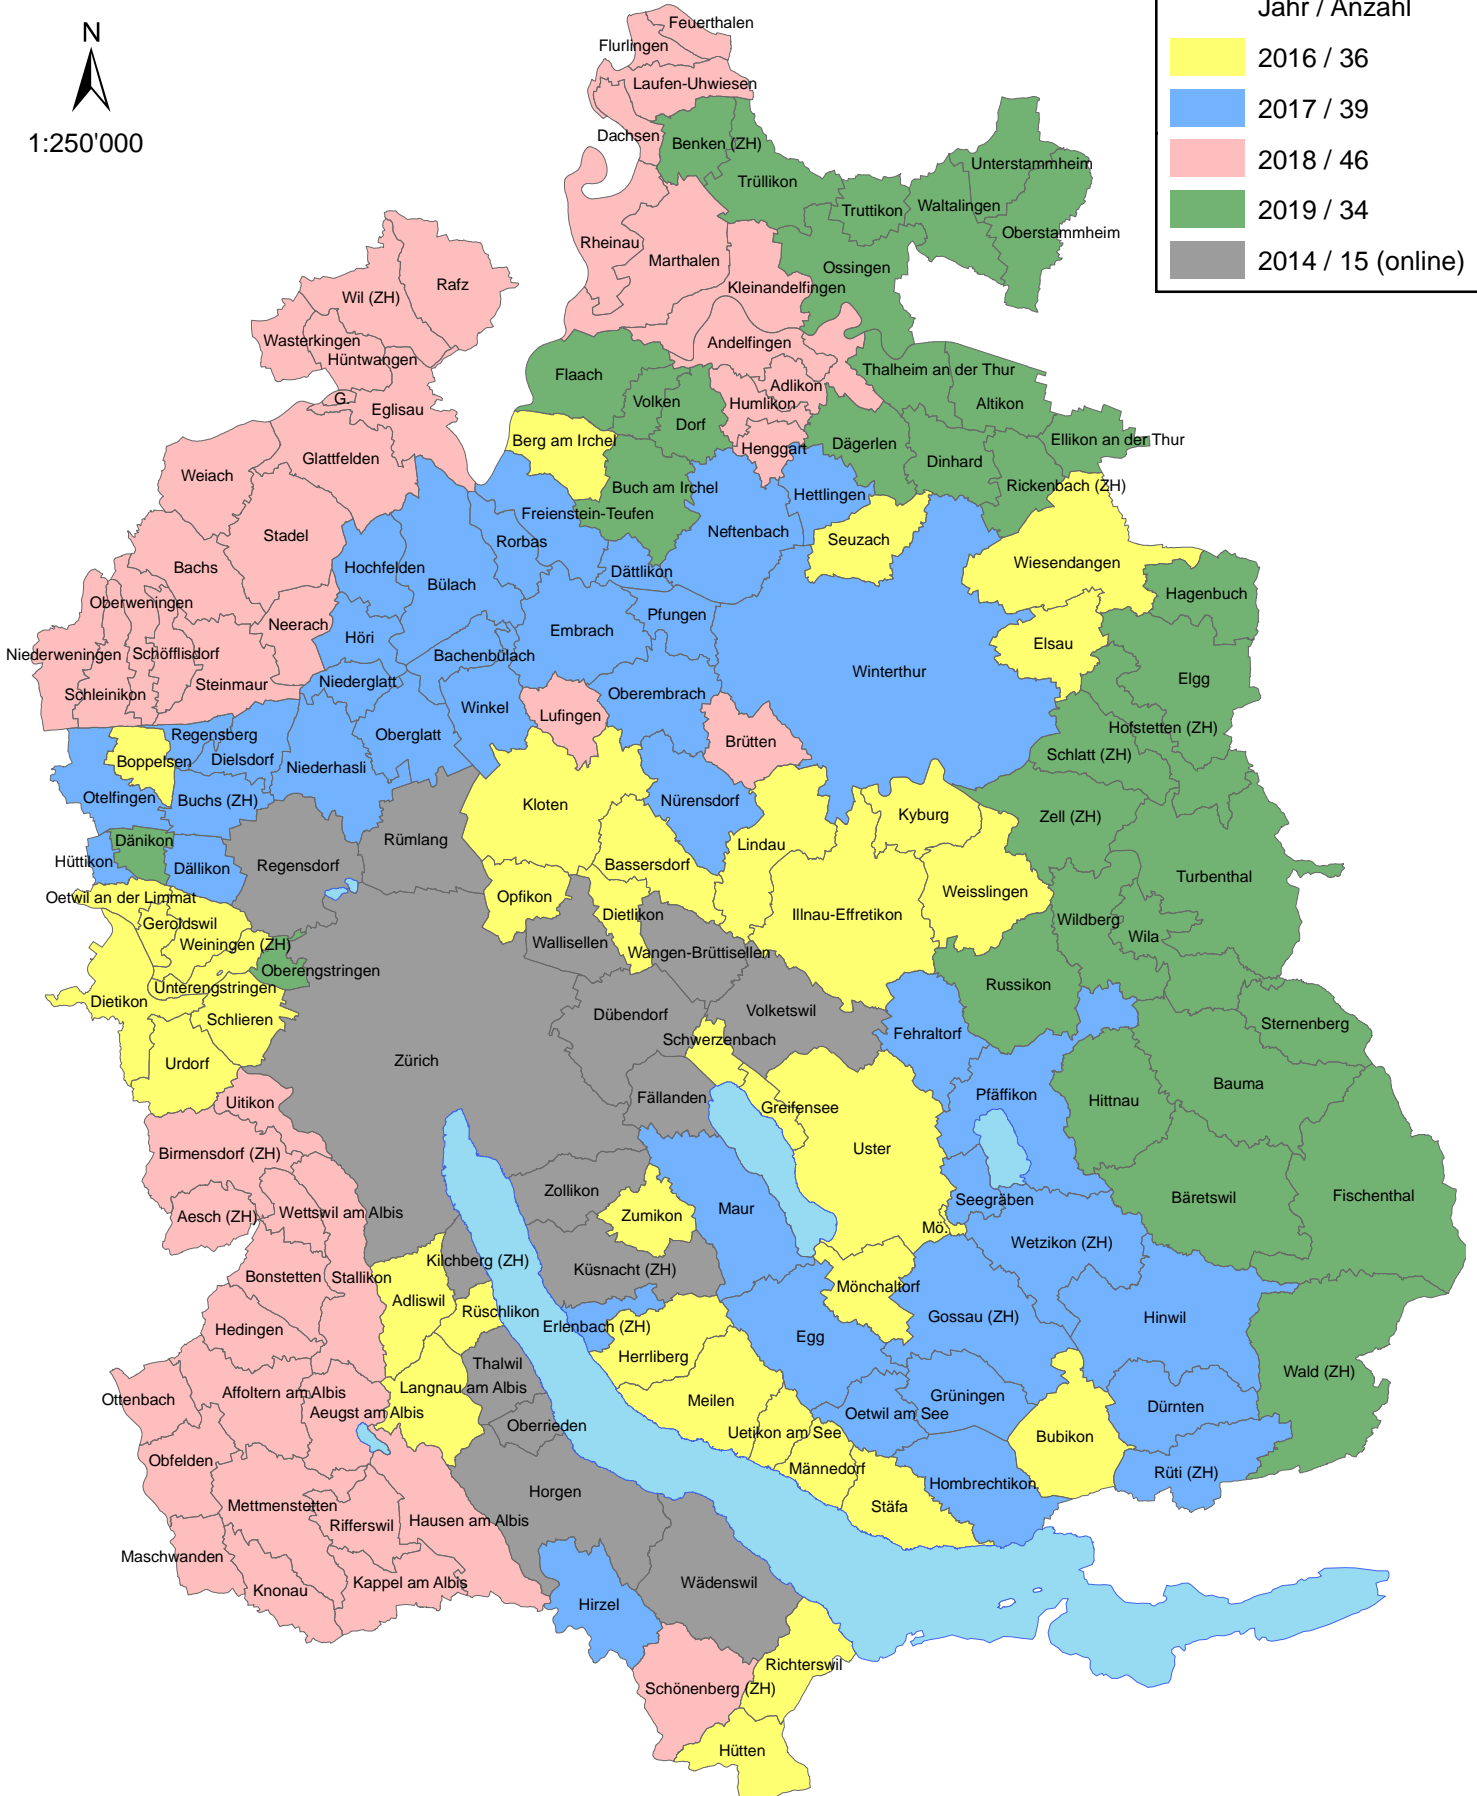 Jahr / Anzahl
2016 / 36
2017 / 39
2018 / 46
2019 / 34
2014 / 15 (online)
N
1:250'000
Feuerthalen
Flurlingen
Laufen-Uhwiesen
Dachsen
Benken (ZH)
Trüllikon
Truttikon
Waltalingen
Unterstammheim
Oberstammheim
Rheinau
Marthalen
Ossingen
Kleinandelfingen
Rafz
Wil (ZH)
Wasterkingen
Hüntwangen
G.
Eglisau
Andelfingen
Adlikon
Humlikon
Henggart
Thalheim an der Thur
Altikon
Ellikon an der Thur
Flaach
Volken
Dorf
Berg am Irchel
Buch am Irchel
Dägerlen
Dinhard
Rickenbach (ZH)
Glattfelden
Weiach
Stadel
Bachs
Hochfelden
Bülach
Freienstein-Teufen
Rorbas
Dättlikon
Neftenbach
Hettlingen
Seuzach
Wiesendangen
Hagenbuch
Oberweningen
Niederweningen
Schöfflisdorf
Schleinikon
Steinmaur
Neerach
Höri
Bachenbülach
Embrach
Pfungen
Winterthur
Elsau
Elgg
Niederglatt
Winkel
Oberembrach
Lufingen
Brütten
Hofstetten (ZH)
Schlatt (ZH)
Regensberg
Boppelsen
Dielsdorf
Niederhasli
Oberglatt
Otelfingen
Buchs (ZH)
Kloten
Nürensdorf
Kyburg
Zell (ZH)
Dänikon
Hüttikon
Dällikon
Regensdorf
Rümlang
Bassersdorf
Lindau
Turbenthal
Oetwil an der Limmat
Geroldswil
Weiningen (ZH)
Oberengstringen
Unterengstringen
Dietikon
Schlieren
Urdorf
Opfikon
Dietlikon
Wallisellen
Wangen-Brüttisellen
Illnau-Effretikon
Weisslingen
Wildberg
Wila
Russikon
Sternenberg
Dübendorf
Volketswil
Schwerzenbach
Fehraltorf
Zürich
Fällanden
Greifensee
Uster
Pfäffikon
Hittnau
Bauma
Uitikon
Birmensdorf (ZH)
Aesch (ZH)
Wettswil am Albis
Zollikon
Zumikon
Maur
Mö.
Seegräben
Wetzikon (ZH)
Bäretswil
Fischenthal
Bonstetten
Stallikon
Kilchberg (ZH)
Küsnacht (ZH)
Adliswil
Rüschlikon
Erlenbach (ZH)
Herrliberg
Egg
Mönchaltorf
Gossau (ZH)
Hinwil
Hedingen
Thalwil
Langnau am Albis
Meilen
Ottenbach
Affoltern am Albis
Aeugst am Albis
Oberrieden
Uetikon am See
Oetwil am See
Grüningen
Dürnten
Wald (ZH)
Obfelden
Männedorf
Stäfa
Hombrechtikon
Bubikon
Rüti (ZH)
Mettmenstetten
Rifferswil
Hausen am Albis
Horgen
Maschwanden
Knonau
Kappel am Albis
Hirzel
Wädenswil
Richterswil
Schönenberg (ZH)
Hütten